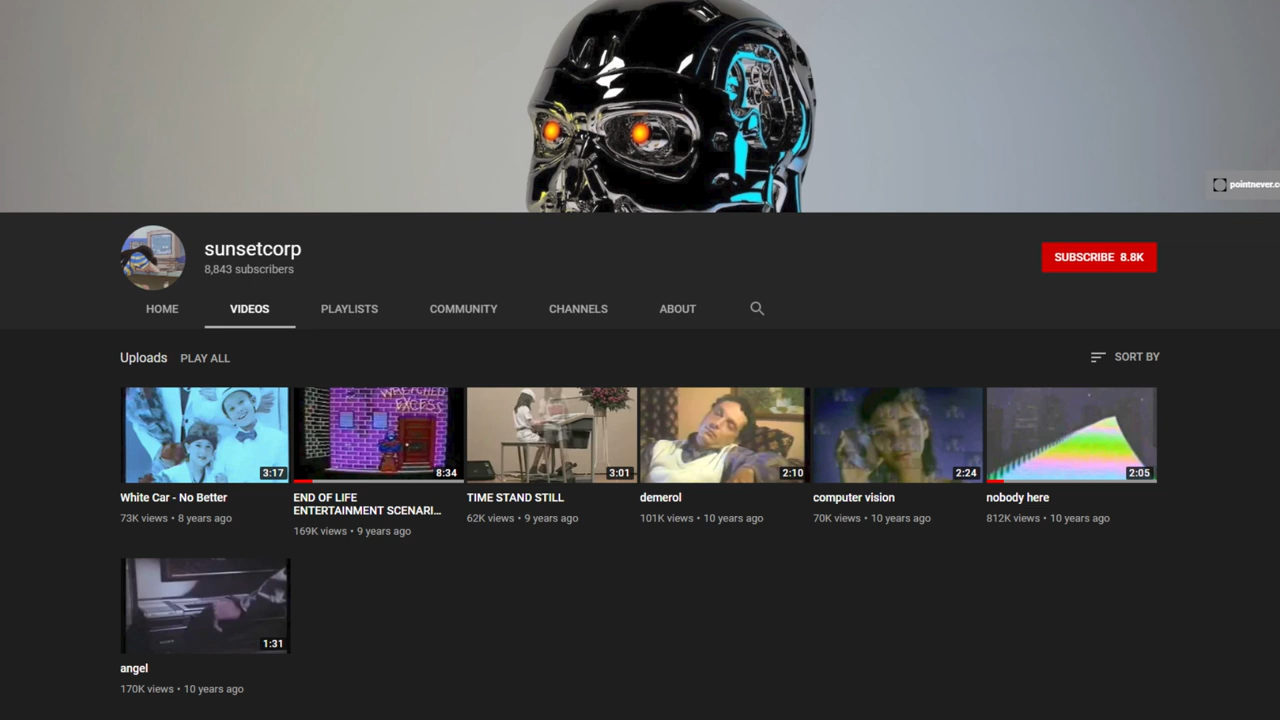 pointnever.c
sunsetcorp
8,843 subscribers
SUBSCRIBE 8.8K
HOME VIDEOS PLAYLISTS COMMUNITY CHANNELS ABOUT
Uploads PLAY ALL SORT BY
WRETCHED
EXCESS
3:17 8:34 3:01 2:10 2:24 2:05
White Car - No Better
73K views • 8 years ago
END OF LIFE
ENTERTAINMENT SCENARI...
169K views • 9 years ago
TIME STAND STILL
62K views • 9 years ago
demerol
101K views • 10 years ago
computer vision
70K views • 10 years ago
nobody here
812K views • 10 years ago
1:31
angel
170K views • 10 years ago